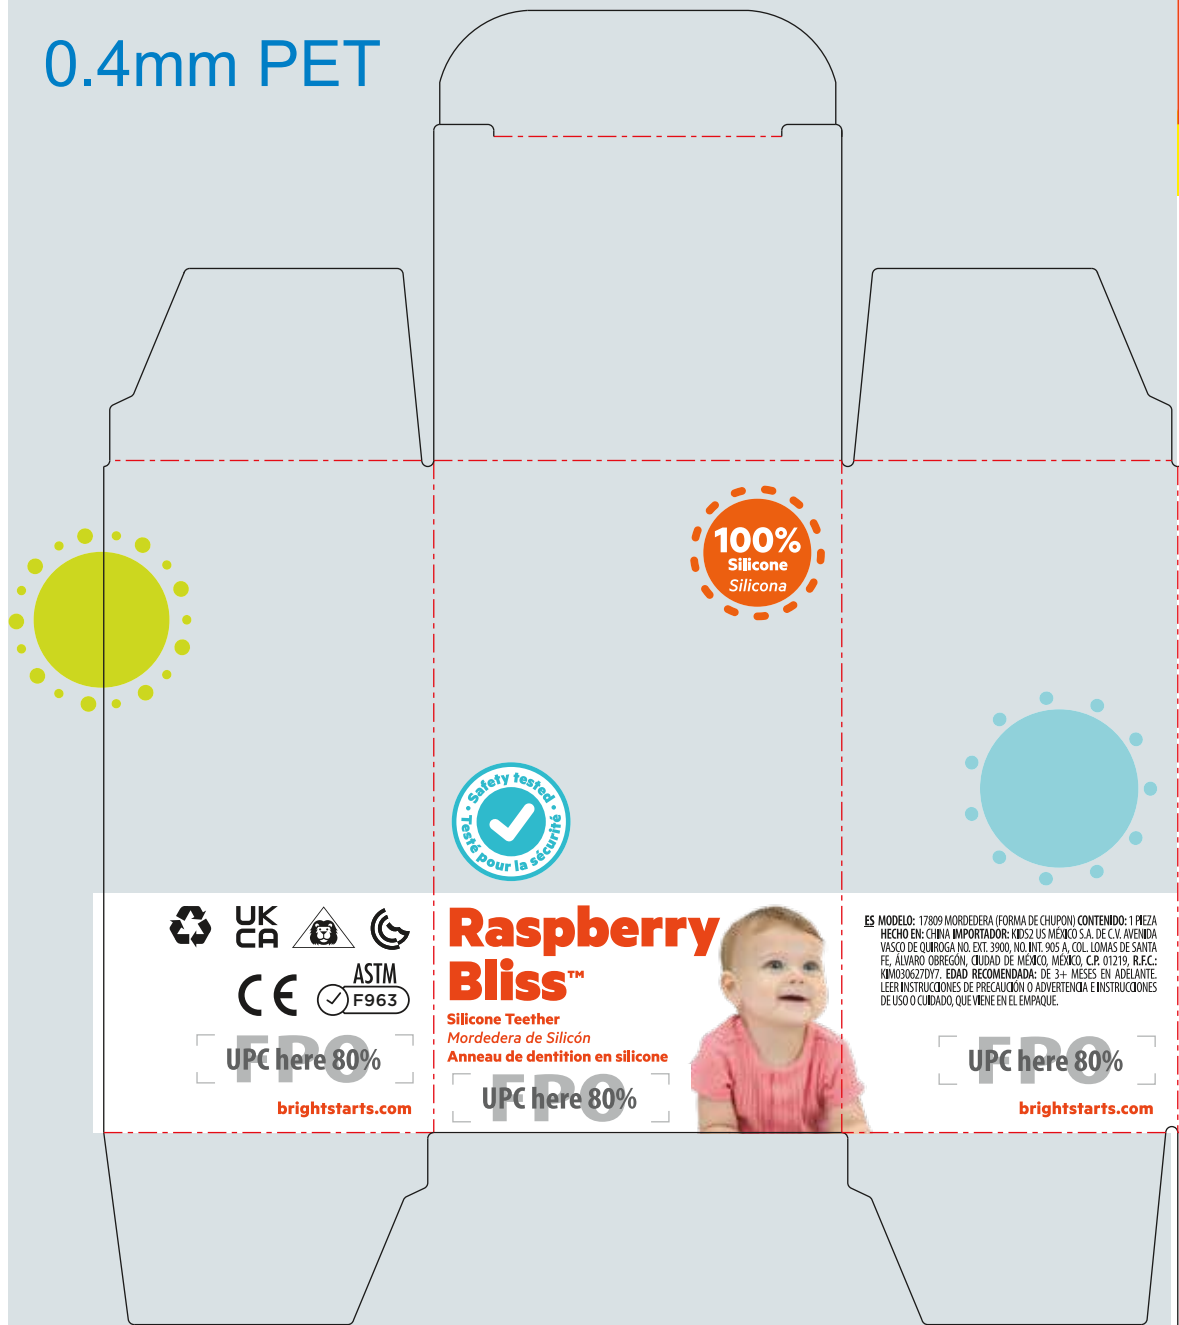 0.4mm PET
100%
Silicone
Silicona
• Safety tested •
Testé pour la sécurité
UK
CA
CE
ASTM
F963
FPO
UPC here 80%
brightstarts.com
Raspberry
Bliss™
Silicone Teether
Mordedera de Silicón
Anneau de dentition en silicone
FPO
UPC here 80%
ES MODELO: 17809 MORDEDERA (FORMA DE CHUPON) CONTENIDO: 1 PIEZA
HECHO EN: CHINA IMPORTADOR: KIDS2 US MÉXICO S.A. DE C.V. AVENIDA
VASCO DE QUIROGA NO. EXT. 3900, NO. INT. 905 A, COL. LOMAS DE SANTA
FE, ÁLVARO OBREGÓN, CIUDAD DE MÉXICO, MÉXICO, C.P. 01219, R.F.C.:
KIM030627DY7. EDAD RECOMENDADA: DE 3+ MESES EN ADELANTE.
LEER INSTRUCCIONES DE PRECAUCIÓN O ADVERTENCIA E INSTRUCCIONES
DE USO O CUIDADO, QUE VIENE EN EL EMPAQUE.
FPO
UPC here 80%
brightstarts.com